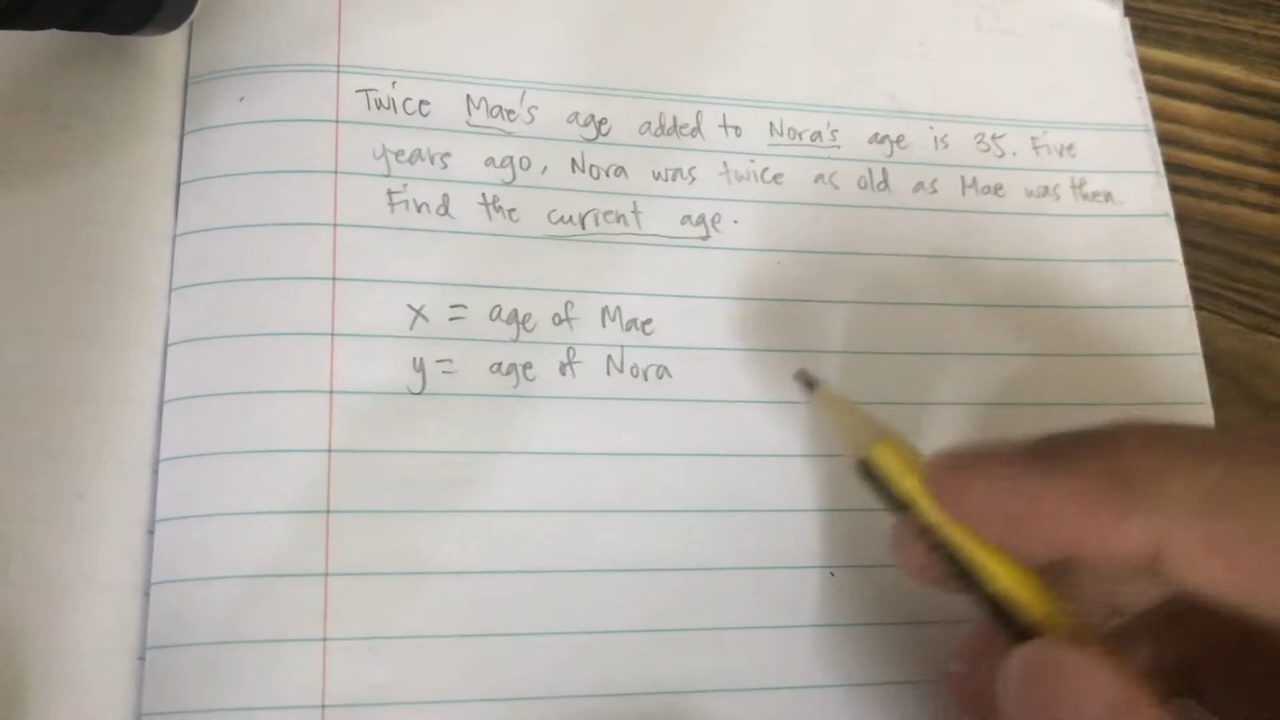 Twice Mae's age added to Nora's age is 35. Five
years ago, Nora was twice as old as Mae was then.
Find the current age.
x = age of Mae
y = age of Nora